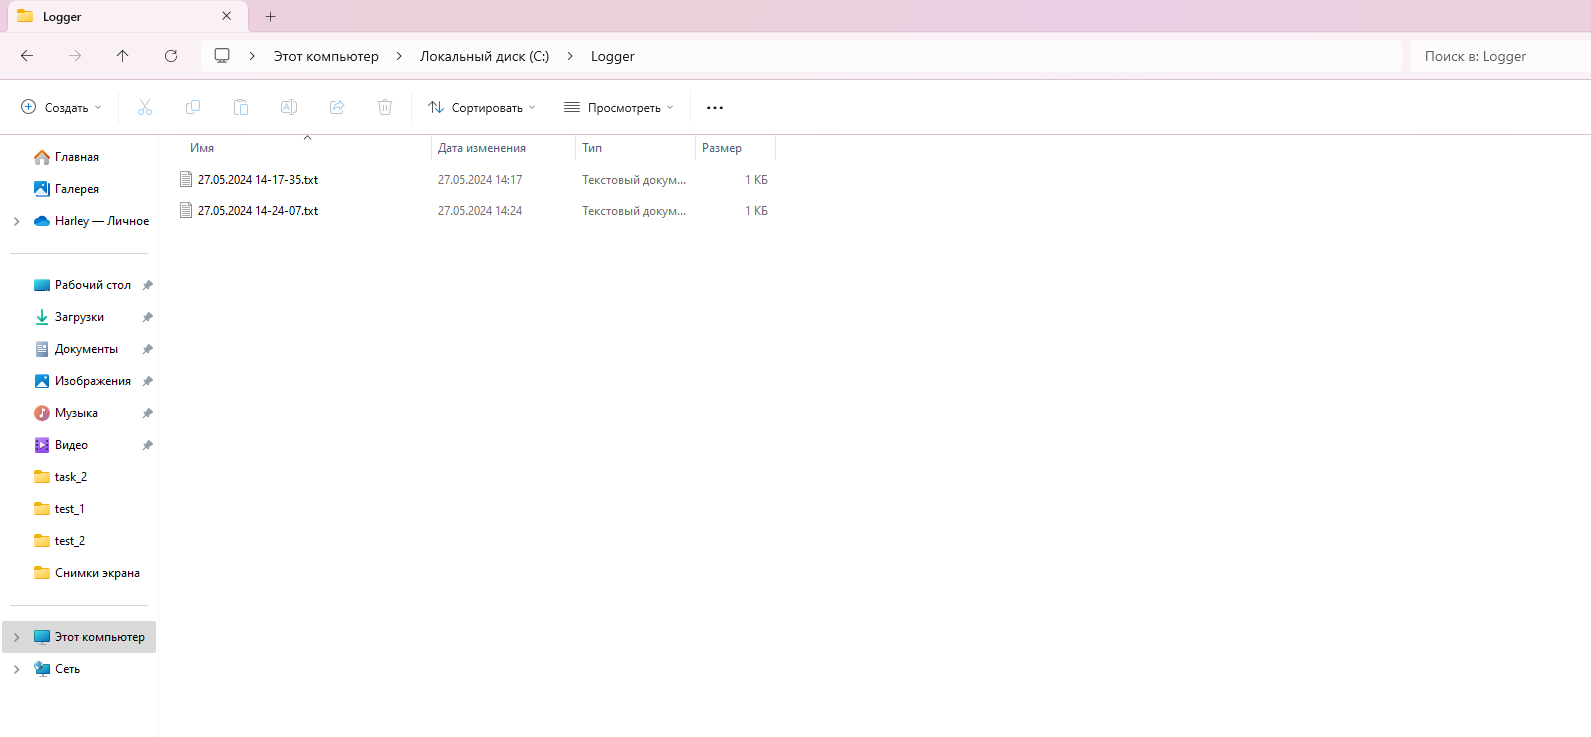 Logger
Этот компьютер Локальный диск (C:) Logger Поиск в: Logger
Создать Сортировать Просмотреть
Имя Дата изменения Тип Размер
27.05.2024 14-17-35.txt 27.05.2024 14:17 Текстовый докум... 1 КБ
27.05.2024 14-24-07.txt 27.05.2024 14:24 Текстовый докум... 1 КБ
Главная
Галерея
Harley — Личное
Рабочий стол
Загрузки
Документы
Изображения
Музыка
Видео
task_2
test_1
test_2
Снимки экрана
Этот компьютер
Сеть